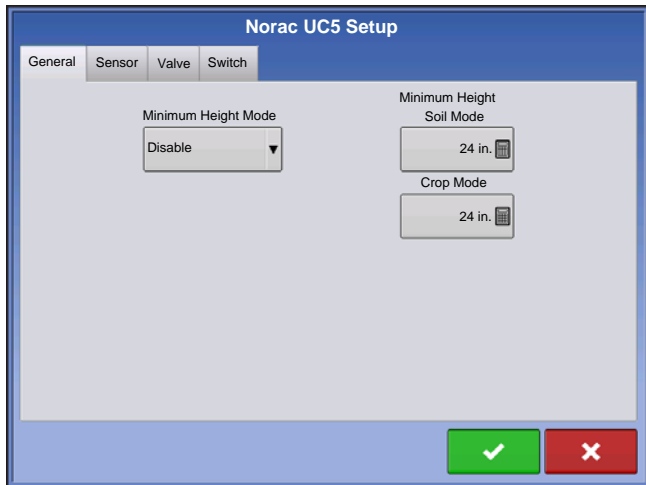 Norac UC5 Setup
General Sensor Valve Switch
Minimum Height Mode
Disable
Minimum Height
Soil Mode
24 in.
Crop Mode
24 in.